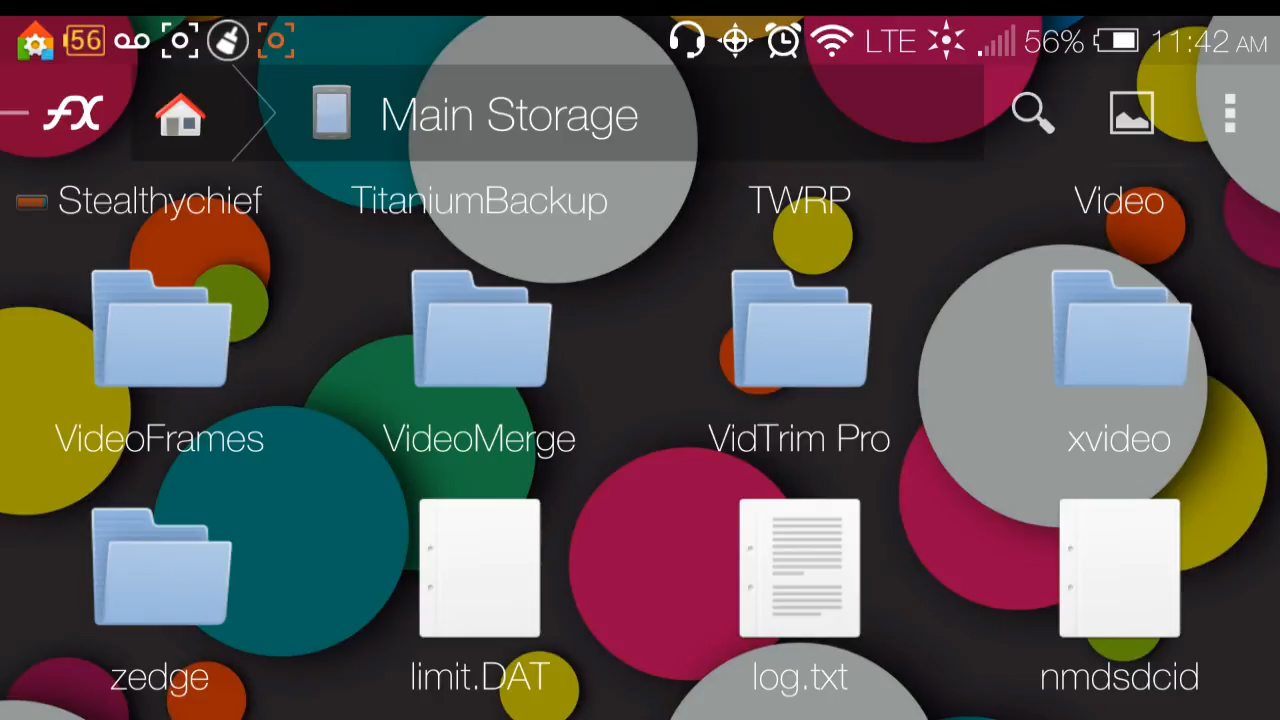 56 LTE 56% 11:42 AM
FX Main Storage
Stealthychief TitaniumBackup TWRP Video
VideoFrames VideoMerge VidTrim Pro xvideo
zedge limit.DAT log.txt nmdsdcid